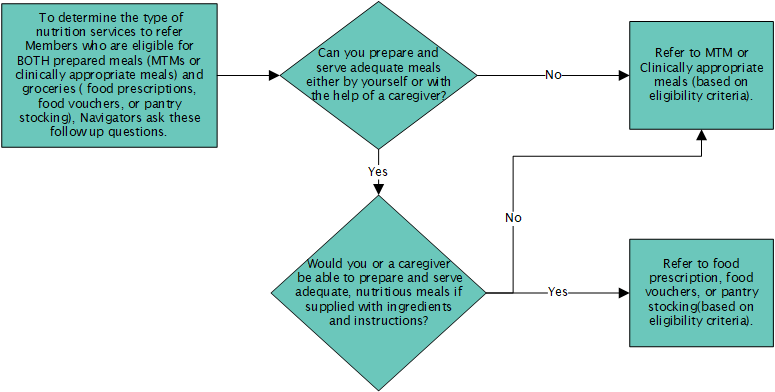 To determine the type of
nutrition services to refer
Members who are eligible for
BOTH prepared meals (MTMs or
clinically appropriate meals) and
groceries ( food prescriptions,
food vouchers, or pantry
stocking), Navigators ask these
follow up questions.
Can you prepare and
serve adequate meals
either by yourself or with
the help of a caregiver?
No
Refer to MTM or
Clinically appropriate
meals (based on
eligibility criteria).
Yes
No
Would you or a caregiver
be able to prepare and serve
adequate, nutritious meals if
supplied with ingredients
and instructions?
Yes
Refer to food
prescription, food
vouchers, or pantry
stocking(based on
eligibility criteria).